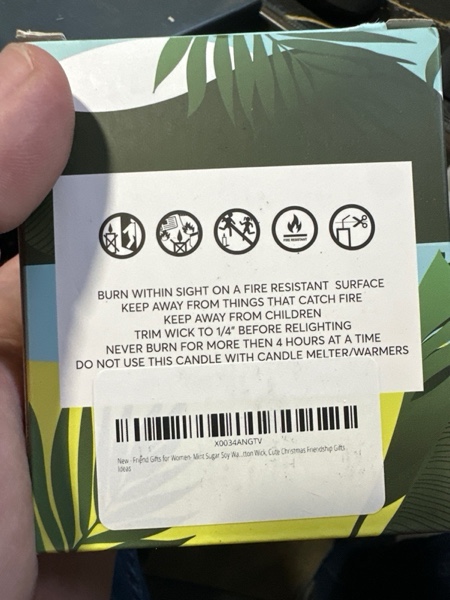 FIRE RESISTANT
BURN WITHIN SIGHT ON A FIRE RESISTANT SURFACE
KEEP AWAY FROM THINGS THAT CATCH FIRE
KEEP AWAY FROM CHILDREN
TRIM WICK TO 1/4” BEFORE RELIGHTING
NEVER BURN FOR MORE THEN 4 HOURS AT A TIME
DO NOT USE THIS CANDLE WITH CANDLE MELTER/WARMERS
X0034ANGTV
New - Friend Gifts for Women- Mint Sugar Soy Wa...tton Wick, Cute Christmas Friendship Gifts
Ideas